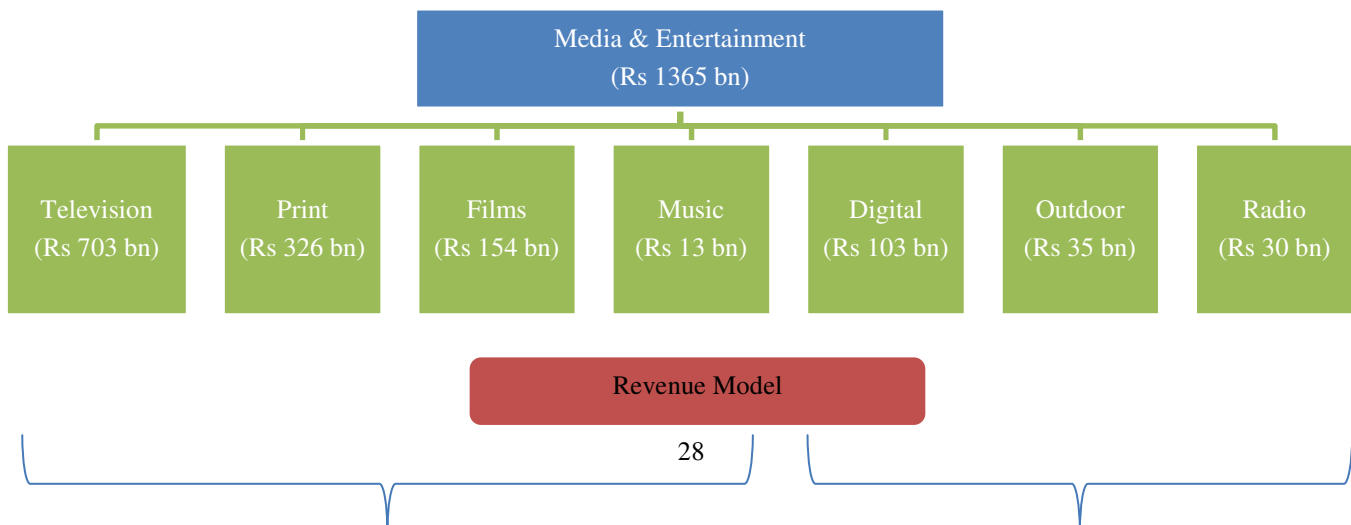 Media & Entertainment
(Rs 1365 bn)
Television
(Rs 703 bn)
Print
(Rs 326 bn)
Films
(Rs 154 bn)
Music
(Rs 13 bn)
Digital
(Rs 103 bn)
Outdoor
(Rs 35 bn)
Radio
(Rs 30 bn)
Revenue Model
28